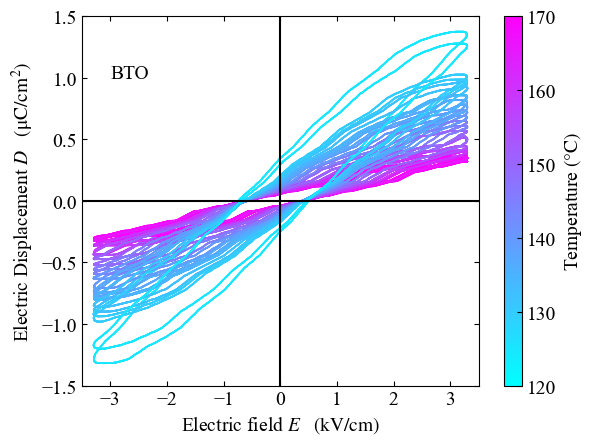 1.5
1.0
0.5
0.0
−0.5
−1.0
−1.5
Electric Displacement D (μC/cm²)
BTO
−3 −2 −1 0 1 2 3
Electric field E (kV/cm)
170
160
150
140
130
120
Temperature (°C)